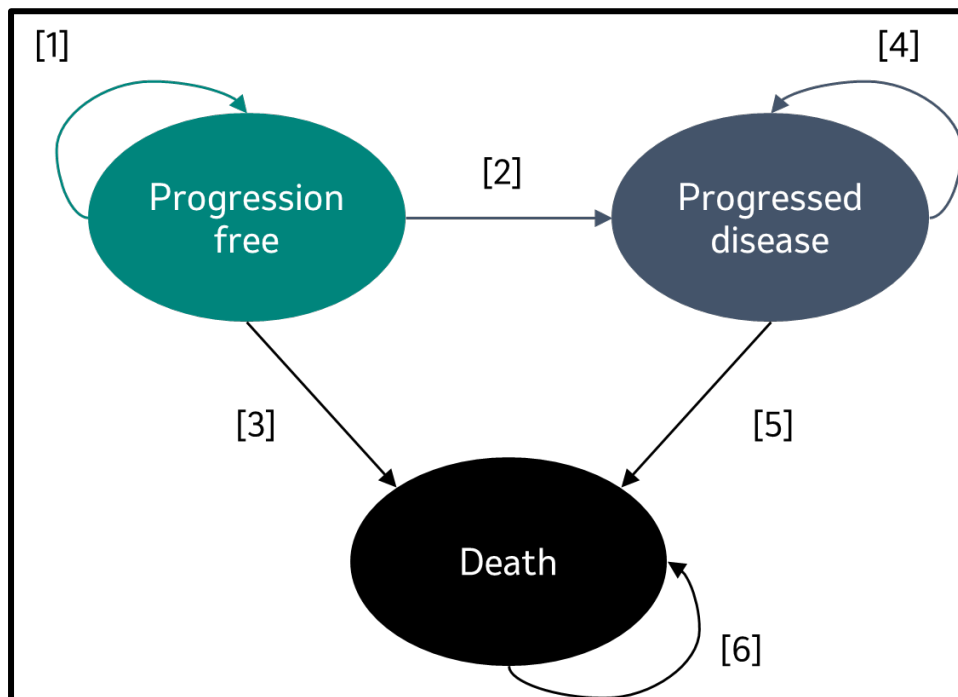 [1]
[4]
Progression
free
[2]
Progressed
disease
[3]
[5]
Death
[6]